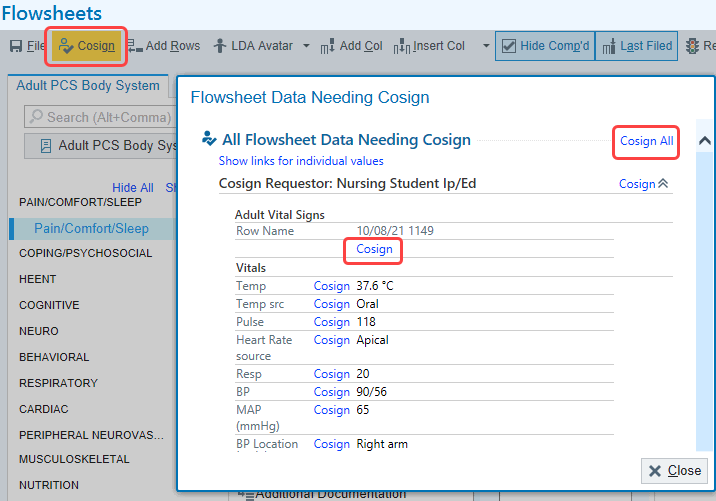 Flowsheets
File Cosign Add Rows LDA Avatar Add Col Insert Col Hide Comp'd Last Filed Re
Adult PCS Body System
Search (Alt+Comma)
Adult PCS Body Sys
Hide All
PAIN/COMFORT/SLEEP
Pain/Comfort/Sleep
COPING/PSYCHOSOCIAL
HEENT
COGNITIVE
NEURO
BEHAVIORAL
RESPIRATORY
CARDIAC
PERIPHERAL NEUROVAS...
MUSCULOSKELETAL
NUTRITION
Flowsheet Data Needing Cosign
All Flowsheet Data Needing Cosign Cosign All
Show links for individual values
Cosign Requestor: Nursing Student Ip/Ed Cosign
Adult Vital Signs
Row Name 10/08/21 1149
Cosign
Vitals
Temp Cosign 37.6 °C
Temp src Cosign Oral
Pulse Cosign 118
Heart Rate Cosign Apical
source
Resp Cosign 20
BP Cosign 90/56
MAP Cosign 65
(mmHg)
BP Location Cosign Right arm
Close
Additional Documentation